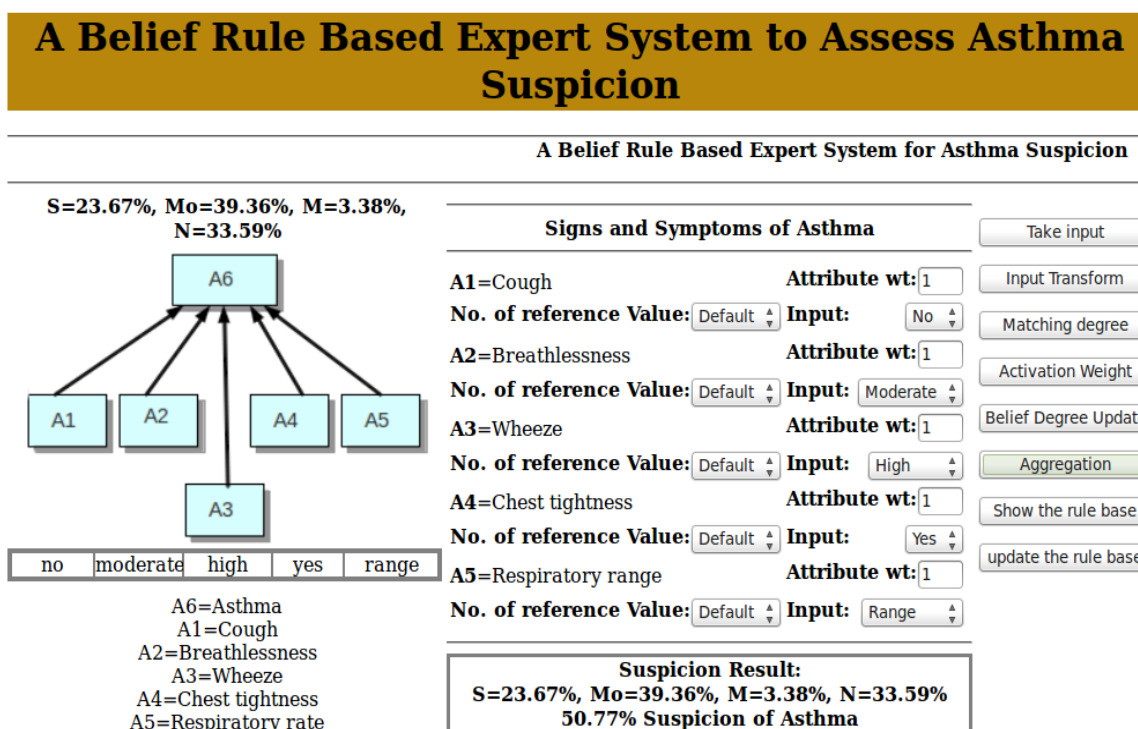 A Belief Rule Based Expert System to Assess Asthma
Suspicion
A Belief Rule Based Expert System for Asthma Suspicion
S=23.67%, Mo=39.36%, M=3.38%,
N=33.59%
A6
A1
A2
A4
A5
A3
no moderate high yes range
A6=Asthma
A1=Cough
A2=Breathlessness
A3=Wheeze
A4=Chest tightness
A5=Respiratory rate
Signs and Symptoms of Asthma
A1=Cough Attribute wt: 1
No. of reference Value: Default Input: No
A2=Breathlessness Attribute wt: 1
No. of reference Value: Default Input: Moderate
A3=Wheeze Attribute wt: 1
No. of reference Value: Default Input: High
A4=Chest tightness Attribute wt: 1
No. of reference Value: Default Input: Yes
A5=Respiratory range Attribute wt: 1
No. of reference Value: Default Input: Range
Suspicion Result:
S=23.67%, Mo=39.36%, M=3.38%, N=33.59%
50.77% Suspicion of Asthma
Take input
Input Transform
Matching degree
Activation Weight
Belief Degree Updat
Aggregation
Show the rule base
update the rule base